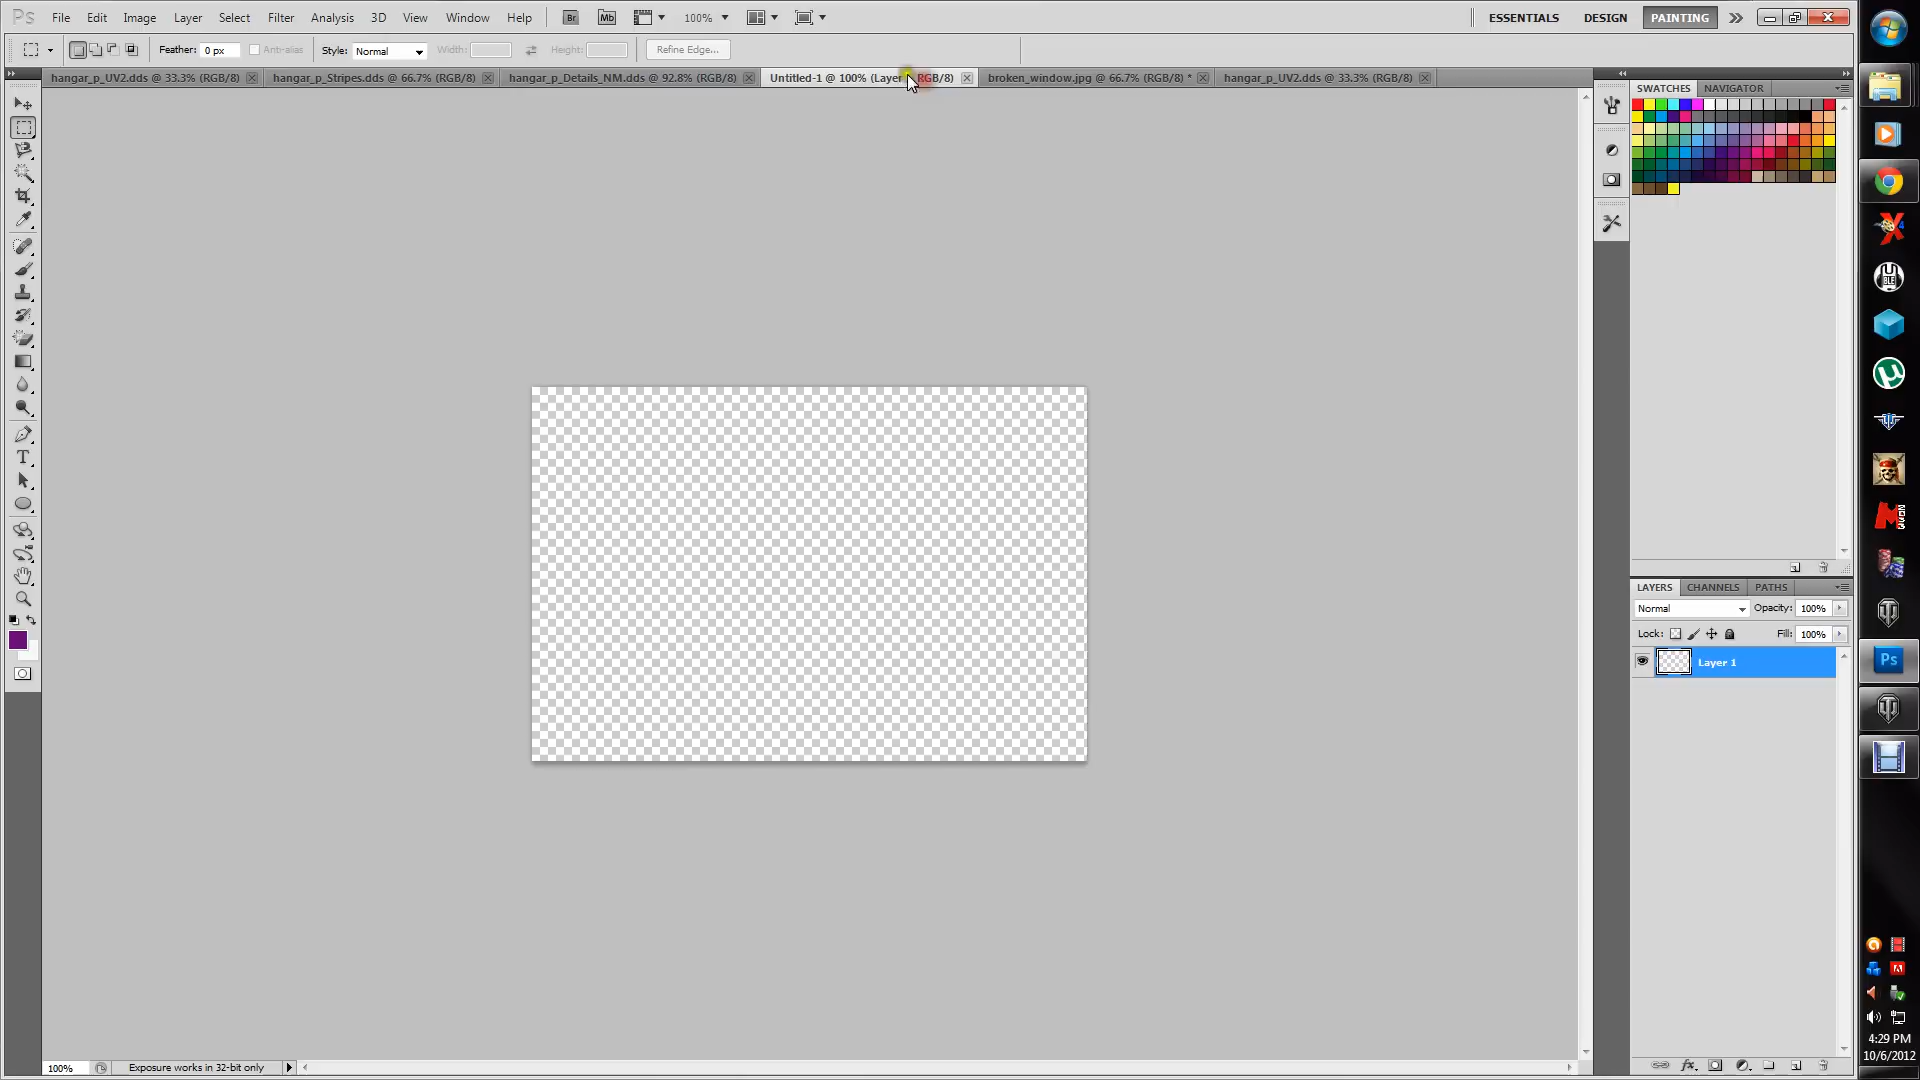 Ps File Edit Image Layer Select Filter Analysis 3D View Window Help Br Mb 100% ESSENTIALS DESIGN PAINTING
Feather: 0 px Anti-alias Style: Normal Width: Height: Refine Edge...
hangar_p_UV2.dds @ 33.3% (RGB/8) hangar_p_Stripes.dds @ 66.7% (RGB/8) hangar_p_Details_NM.dds @ 92.8% (RGB/8) Untitled-1 @ 100% (Layer RGB/8) broken_window.jpg @ 66.7% (RGB/8) * hangar_p_UV2.dds @ 33.3% (RGB/8)
SWATCHES NAVIGATOR
LAYERS CHANNELS PATHS
Normal Opacity: 100%
Lock: Fill: 100%
Layer 1
T
Ps
100% Exposure works in 32-bit only
4:29 PM
10/6/2012